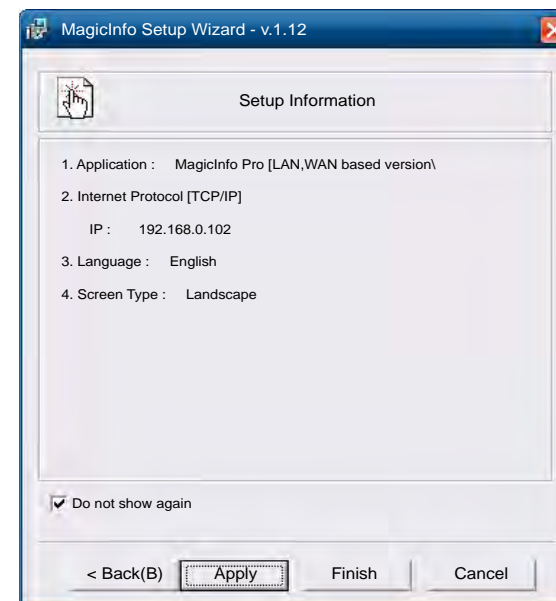 MagicInfo Setup Wizard - v.1.12
Setup Information
1. Application : MagicInfo Pro [LAN,WAN based version\
2. Internet Protocol [TCP/IP]
IP : 192.168.0.102
3. Language : English
4. Screen Type : Landscape
Do not show again
< Back(B) Apply Finish Cancel